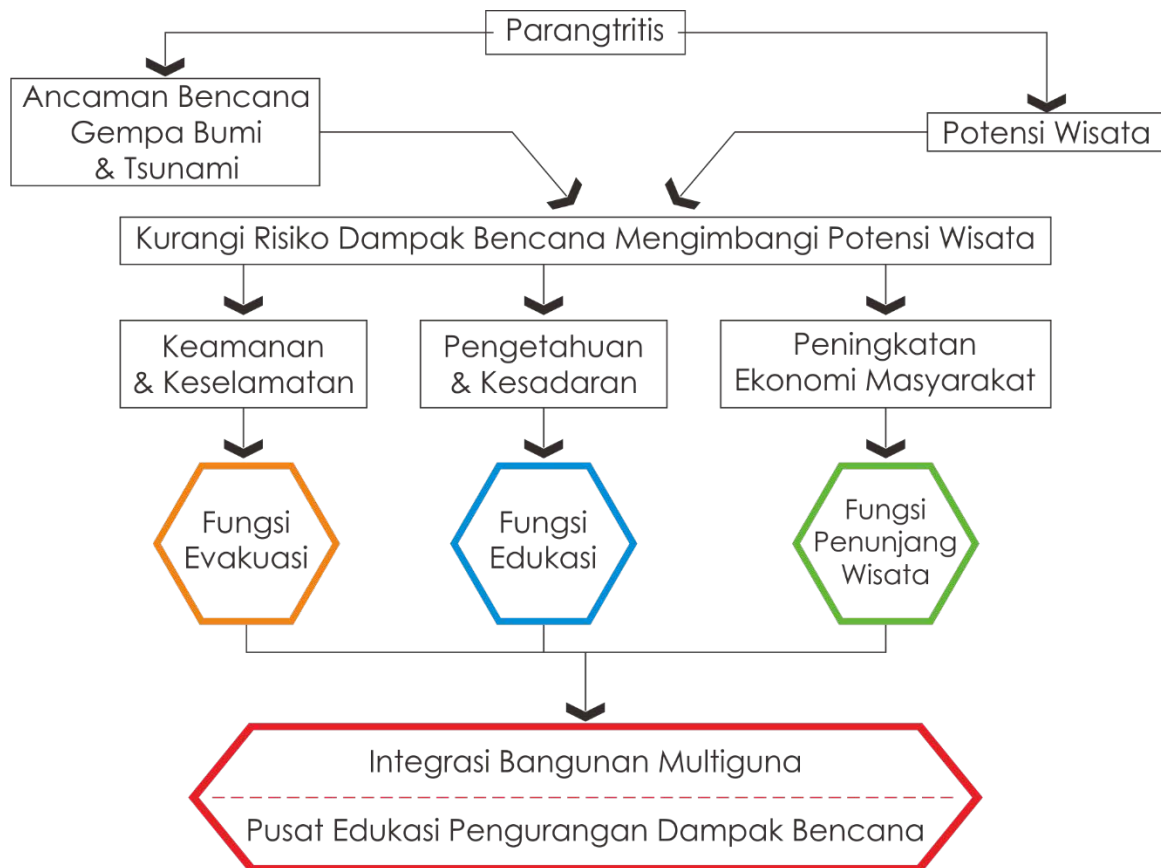 Parangtritis
Ancaman Bencana
Gempa Bumi
& Tsunami
Potensi Wisata
Kurangi Risiko Dampak Bencana Mengimbangi Potensi Wisata
Keamanan
& Keselamatan
Pengetahuan
& Kesadaran
Peningkatan
Ekonomi Masyarakat
Fungsi
Evakuasi
Fungsi
Edukasi
Fungsi
Penunjang
Wisata
Integrasi Bangunan Multiguna
Pusat Edukasi Pengurangan Dampak Bencana